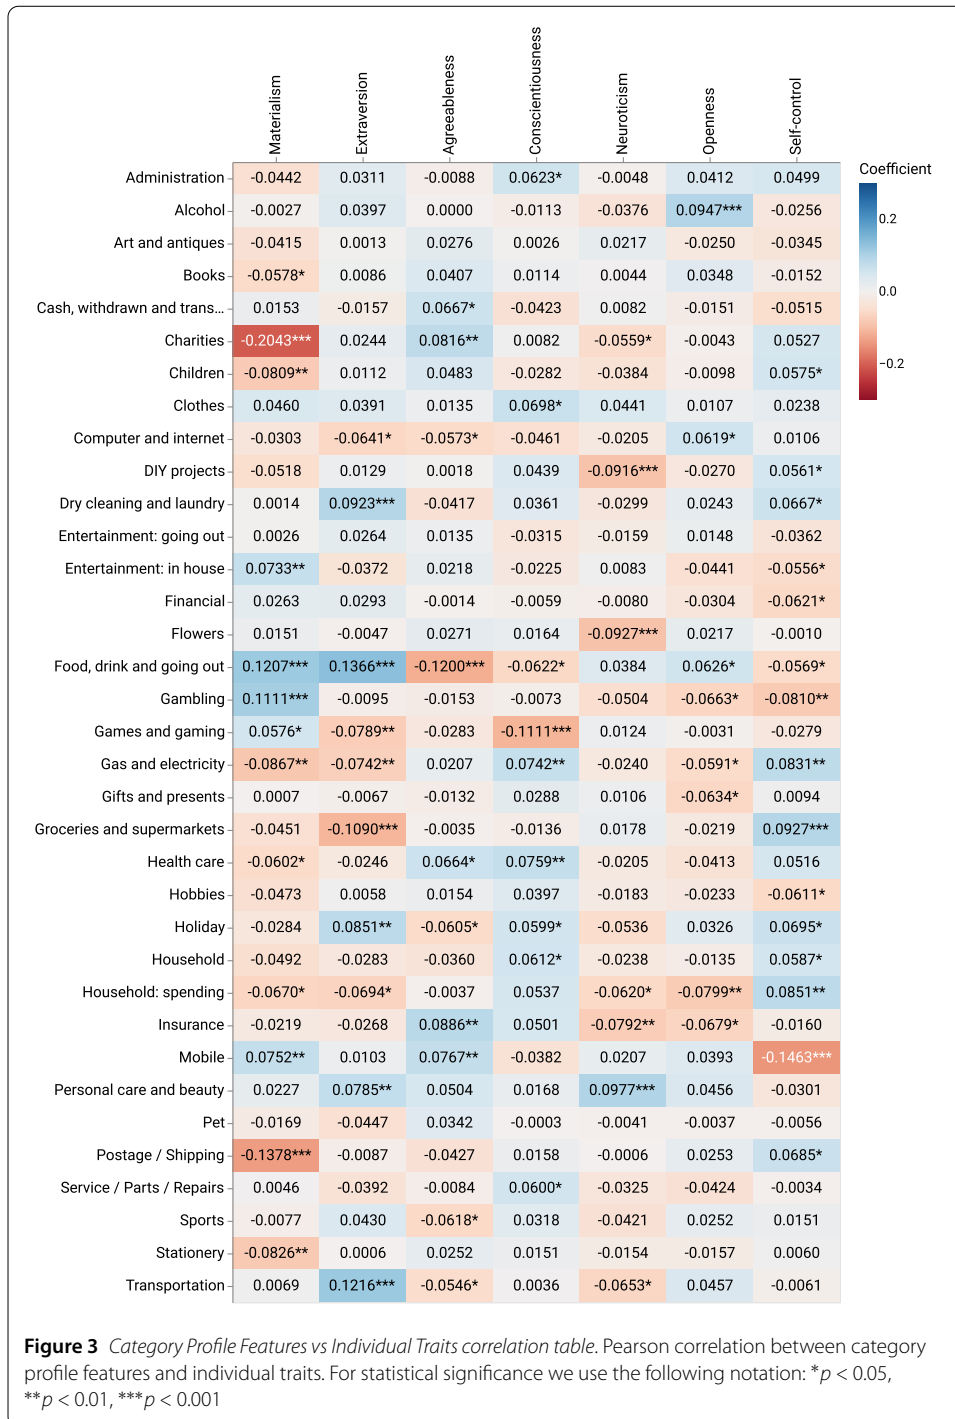 Materialism Extraversion Agreeableness Conscientiousness Neuroticism Openness Self-control
Administration -0.0442 0.0311 -0.0088 0.0623* -0.0048 0.0412 0.0499
Alcohol -0.0027 0.0397 0.0000 -0.0113 -0.0376 0.0947*** -0.0256
Art and antiques -0.0415 0.0013 0.0276 0.0026 0.0217 -0.0250 -0.0345
Books -0.0578* 0.0086 0.0407 0.0114 0.0044 0.0348 -0.0152
Cash, withdrawn and trans… 0.0153 -0.0157 0.0667* -0.0423 0.0082 -0.0151 -0.0515
Charities -0.2043*** 0.0244 0.0816** 0.0082 -0.0559* -0.0043 0.0527
Children -0.0809** 0.0112 0.0483 -0.0282 -0.0384 -0.0098 0.0575*
Clothes 0.0460 0.0391 0.0135 0.0698* 0.0441 0.0107 0.0238
Computer and internet -0.0303 -0.0641* -0.0573* -0.0461 -0.0205 0.0619* 0.0106
DIY projects -0.0518 0.0129 0.0018 0.0439 -0.0916*** -0.0270 0.0561*
Dry cleaning and laundry 0.0014 0.0923*** -0.0417 0.0361 -0.0299 0.0243 0.0667*
Entertainment: going out 0.0026 0.0264 0.0135 -0.0315 -0.0159 0.0148 -0.0362
Entertainment: in house 0.0733** -0.0372 0.0218 -0.0225 0.0083 -0.0441 -0.0556*
Financial 0.0263 0.0293 -0.0014 -0.0059 -0.0080 -0.0304 -0.0621*
Flowers 0.0151 -0.0047 0.0271 0.0164 -0.0927*** 0.0217 -0.0010
Food, drink and going out 0.1207*** 0.1366*** -0.1200*** -0.0622* 0.0384 0.0626* -0.0569*
Gambling 0.1111*** -0.0095 -0.0153 -0.0073 -0.0504 -0.0663* -0.0810**
Games and gaming 0.0576* -0.0789** -0.0283 -0.1111*** 0.0124 -0.0031 -0.0279
Gas and electricity -0.0867** -0.0742** 0.0207 0.0742** -0.0240 -0.0591* 0.0831**
Gifts and presents 0.0007 -0.0067 -0.0132 0.0288 0.0106 -0.0634* 0.0094
Groceries and supermarkets -0.0451 -0.1090*** -0.0035 -0.0136 0.0178 -0.0219 0.0927***
Health care -0.0602* -0.0246 0.0664* 0.0759** -0.0205 -0.0413 0.0516
Hobbies -0.0473 0.0058 0.0154 0.0397 -0.0183 -0.0233 -0.0611*
Holiday -0.0284 0.0851** -0.0605* 0.0599* -0.0536 0.0326 0.0695*
Household -0.0492 -0.0283 -0.0360 0.0612* -0.0238 -0.0135 0.0587*
Household: spending -0.0670* -0.0694* -0.0037 0.0537 -0.0620* -0.0799** 0.0851**
Insurance -0.0219 -0.0268 0.0886** 0.0501 -0.0792** -0.0679* -0.0160
Mobile 0.0752** 0.0103 0.0767** -0.0382 0.0207 0.0393 -0.1463***
Personal care and beauty 0.0227 0.0785** 0.0504 0.0168 0.0977*** 0.0456 -0.0301
Pet -0.0169 -0.0447 0.0342 -0.0003 -0.0041 -0.0037 -0.0056
Postage / Shipping -0.1378*** -0.0087 -0.0427 0.0158 -0.0006 0.0253 0.0685*
Service / Parts / Repairs 0.0046 -0.0392 -0.0084 0.0600* -0.0325 -0.0424 -0.0034
Sports -0.0077 0.0430 -0.0618* 0.0318 -0.0421 0.0252 0.0151
Stationery -0.0826** 0.0006 0.0252 0.0151 -0.0154 -0.0157 0.0060
Transportation 0.0069 0.1216*** -0.0546* 0.0036 -0.0653* 0.0457 -0.0061
Coefficient
0.2
0.0
−0.2
Figure 3 Category Profile Features vs Individual Traits correlation table. Pearson correlation between category
profile features and individual traits. For statistical significance we use the following notation: *p < 0.05,
**p < 0.01, ***p < 0.001